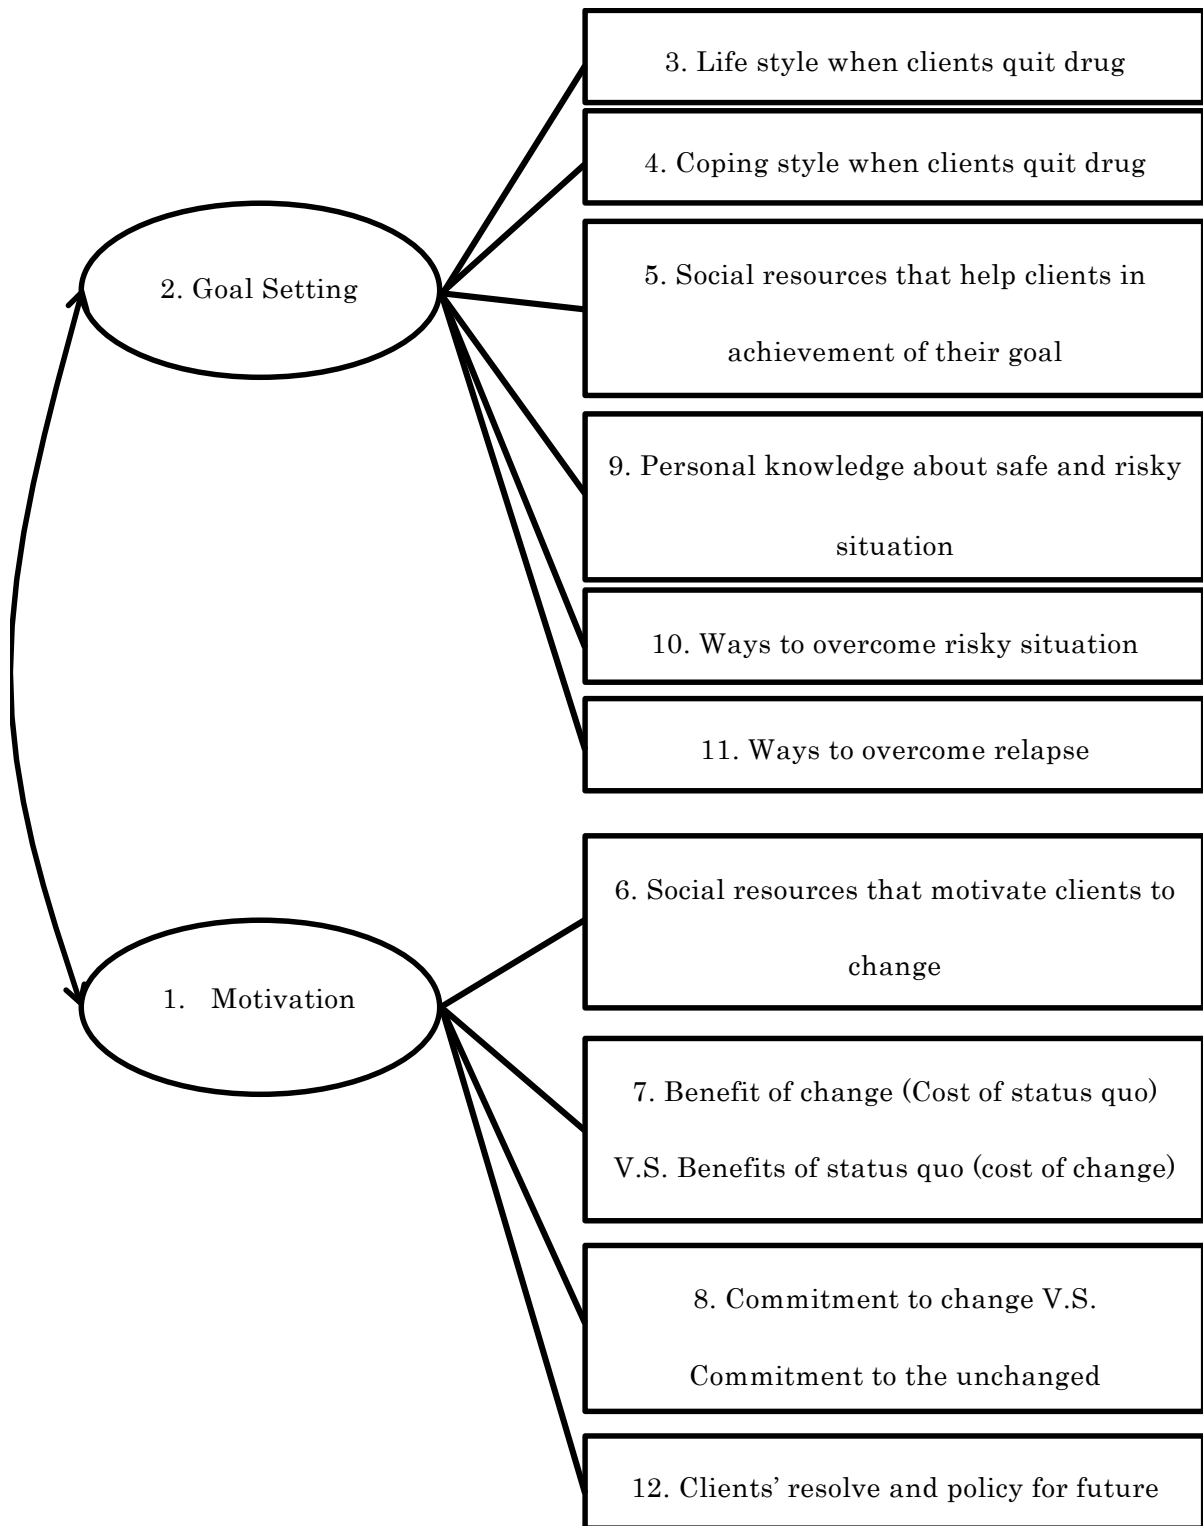 3. Life style when clients quit drug
4. Coping style when clients quit drug
2. Goal Setting
5. Social resources that help clients in
achievement of their goal
9. Personal knowledge about safe and risky
situation
10. Ways to overcome risky situation
11. Ways to overcome relapse
6. Social resources that motivate clients to
change
1. Motivation
7. Benefit of change (Cost of status quo)
V.S. Benefits of status quo (cost of change)
8. Commitment to change V.S.
Commitment to the unchanged
12. Clients’ resolve and policy for future